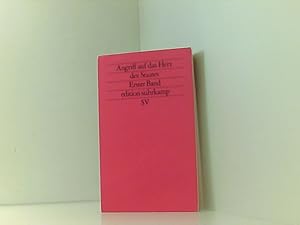 Angriff auf das Herz
des Staates
Erster Band
edition suhrkamp
SV